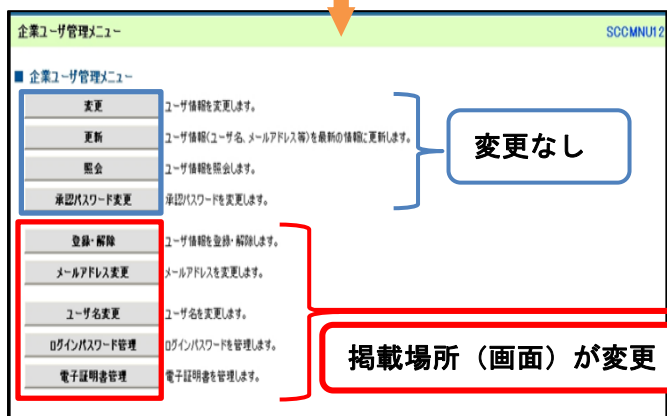 企業ユーザ管理メニュー SCCMNU12
■ 企業ユーザ管理メニュー
変更 ユーザ情報を変更します。
更新 ユーザ情報(ユーザ名、メールアドレス等)を最新の情報に更新します。
変更なし
照会 ユーザ情報を照会します。
承認パスワード変更 承認パスワードを変更します。
登録・解除 ユーザ情報を登録・解除します。
メールアドレス変更 メールアドレスを変更します。
ユーザ名変更 ユーザ名を変更します。
ログインパスワード管理 ログインパスワードを管理します。
掲載場所（画面）が変更
電子証明書管理 電子証明書を管理します。